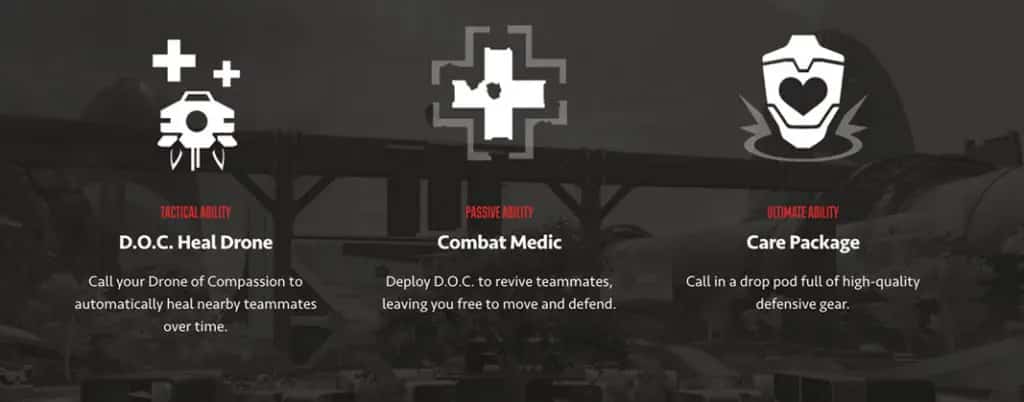 TACTICAL ABILITY
D.O.C. Heal Drone
Call your Drone of Compassion to
automatically heal nearby teammates
over time.
PASSIVE ABILITY
Combat Medic
Deploy D.O.C. to revive teammates,
leaving you free to move and defend.
ULTIMATE ABILITY
Care Package
Call in a drop pod full of high-quality
defensive gear.